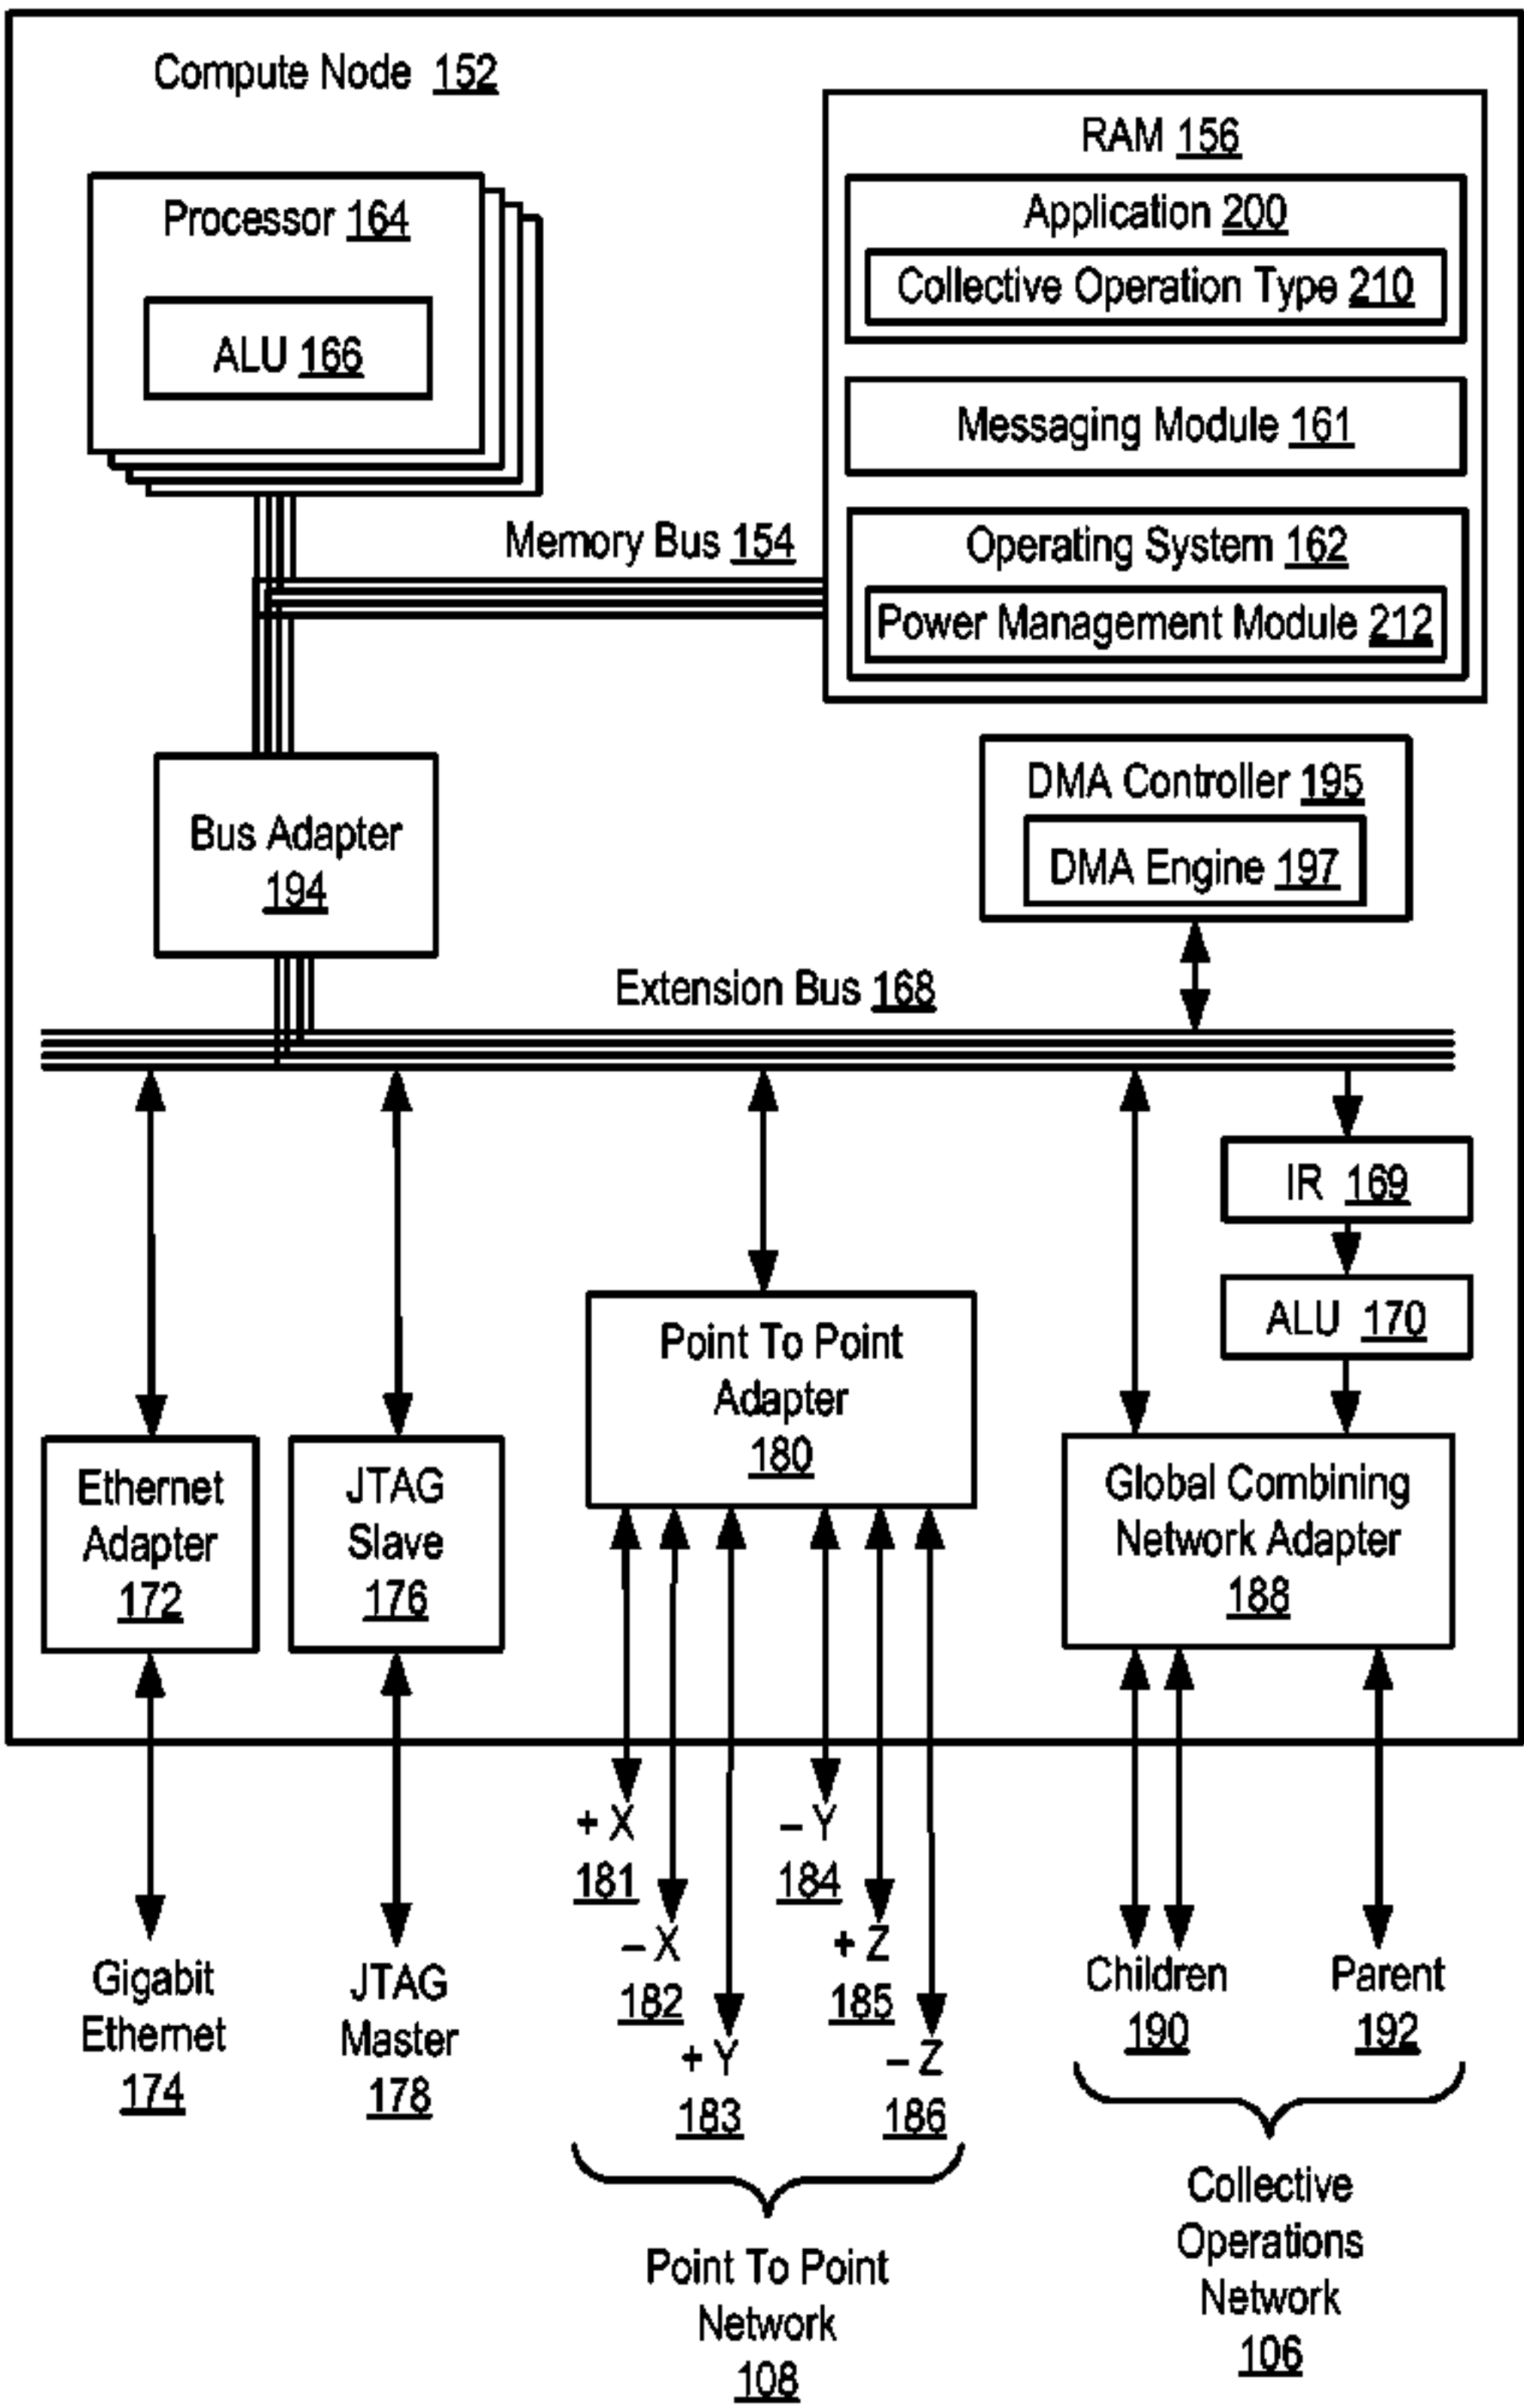 Compute Node 152
RAM 156
Processor 164
ALU 166
Application 200
Collective Operation Type 210
Messaging Module 161
Memory Bus 154
Operating System 162
Power Management Module 212
Bus Adapter
194
DMA Controller 195
DMA Engine 197
Extension Bus 168
IR 169
ALU 170
Point To Point
Adapter
180
Ethernet
Adapter
172
JTAG
Slave
176
Global Combining
Network Adapter
188
+ X
181
– X
182
+ Y
183
– Y
184
+ Z
185
– Z
186
Gigabit
Ethernet
174
JTAG
Master
178
Children
190
Parent
192
Point To Point
Network
108
Collective
Operations
Network
106